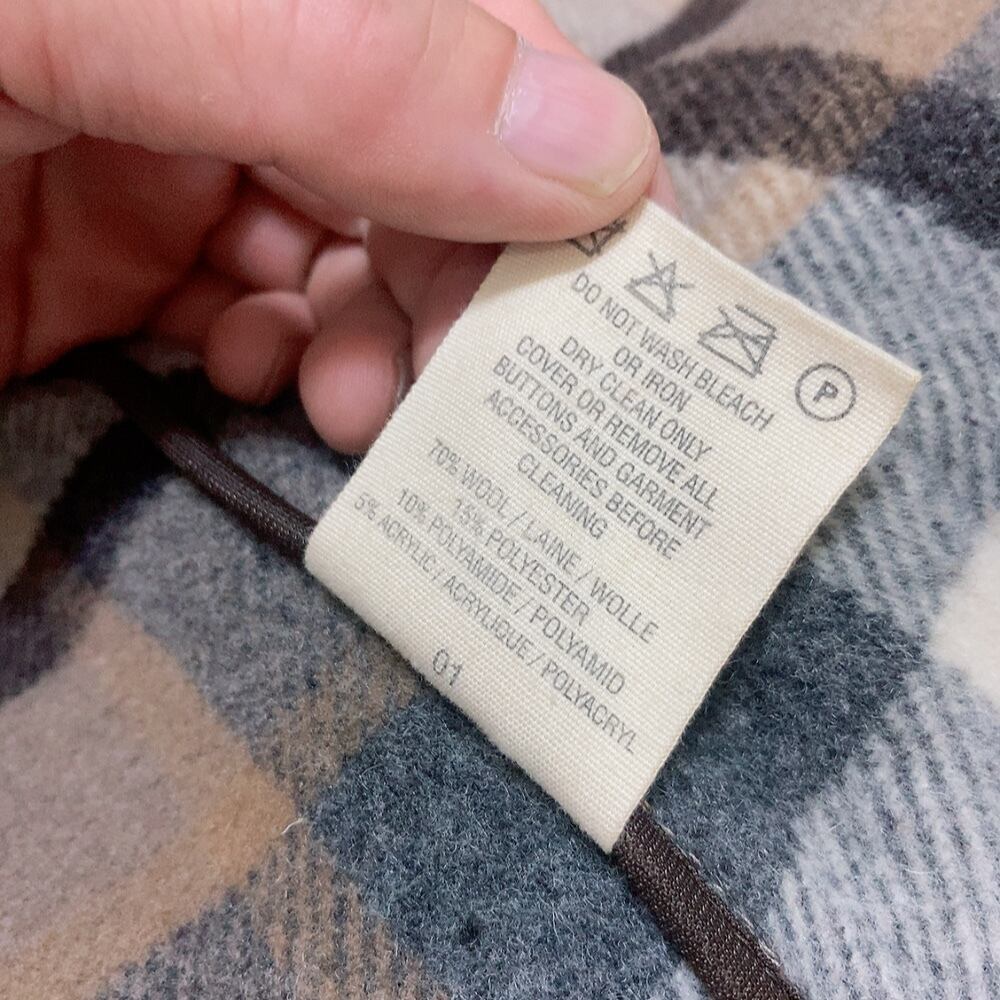 P
DO NOT WASH BLEACH
OR IRON
DRY CLEAN ONLY
COVER OR REMOVE ALL
BUTTONS AND GARMENT
ACCESSORIES BEFORE
CLEANING
70% WOOL / LAINE / WOLLE
15% POLYESTER
10% POLYAMIDE / POLYAMID
5% ACRYLIC / ACRYLIQUE / POLYACRYL
01